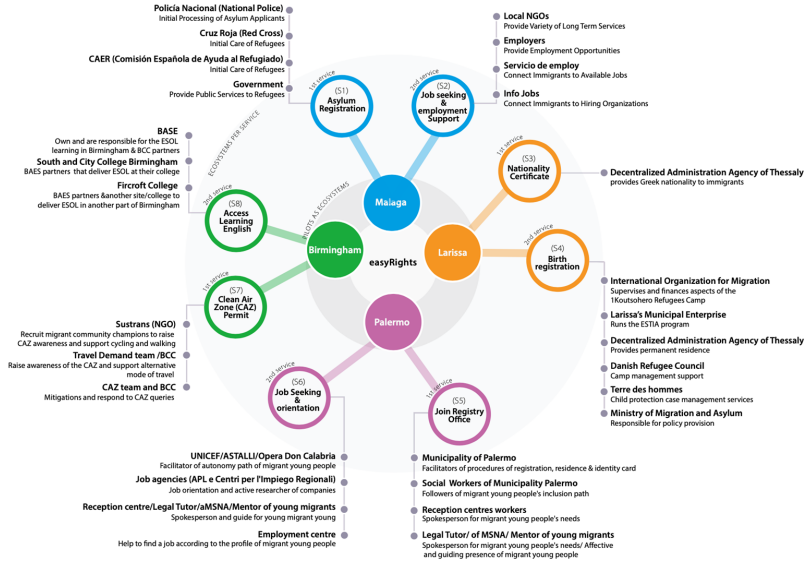 Policía Nacional (National Police)
Initial Processing of Asylum Applicants
Cruz Roja (Red Cross)
Initial Care of Refugees
CAER (Comisión Española de Ayuda al Refugiado)
Initial Care of Refugees
Government
Provide Public Services to Refugees
1st service
(S1)
Asylum
Registration
2nd service
(S2)
Job seeking
&
employment
Support
Local NGOs
Provide Variety of Long Term Services
Employers
Provide Employment Opportunities
Servicio de employ
Connect Immigrants to Available Jobs
Info Jobs
Connect Immigrants to Hiring Organizations
ECOSYSTEMS PER SERVICE
PILOTS AS ECOSYSTEMS
BASE
Own and are responsible for the ESOL
learning in Birmingham & BCC partners
South and City College Birmingham
BAES partners that deliver ESOL at their college
Fircroft College
BAES partners &another site/college to
deliver ESOL in another part of Birmingham
2nd service
(S8)
Access
Learning
English
1st service
(S3)
Nationality
Certificate
Decentralized Administration Agency of Thessaly
provides Greek nationality to immigrants
Malaga
Birmingham
easyRights
Larissa
Palermo
2nd service
(S4)
Birth
registration
International Organization for Migration
Supervises and finances aspects of the
1Koutsohero Refugees Camp
Larissa's Municipal Enterprise
Runs the ESTIA program
Decentralized Administration Agency of Thessaly
Provides permanent residence
Danish Refugee Council
Camp management support
Terre des hommes
Child protection case management services
Ministry of Migration and Asylum
Responsible for policy provision
1st service
(S7)
Clean Air
Zone (CAZ)
Permit
Sustrans (NGO)
Recruit migrant community champions to raise
CAZ awareness and support cycling and walking
Travel Demand team /BCC
Raise awareness of the CAZ and support alternative
mode of travel
CAZ team and BCC
Mitigations and respond to CAZ queries
2nd service
(S6)
Job Seeking
&
orientation
1st service
(S5)
Join Registry
Office
UNICEF/ASTALLI/Opera Don Calabria
Facilitator of autonomy path of migrant young people
Job agencies (APL e Centri per l'Impiego Regionali)
Job orientation and active researcher of companies
Reception centre/Legal Tutor/aMSNA/Mentor of young migrants
Spokesperson and guide for young migrant young
Employment centre
Help to find a job according to the profile of migrant young people
Municipality of Palermo
Facilitators of procedures of registration, residence & identity card
Social Workers of Municipality Palermo
Followers of migrant young people's inclusion path
Reception centres workers
Spokesperson for migrant young people's needs
Legal Tutor/ of MSNA/ Mentor of young migrants
Spokesperson for migrant young people's needs/ Affective
and guiding presence of migrant young people